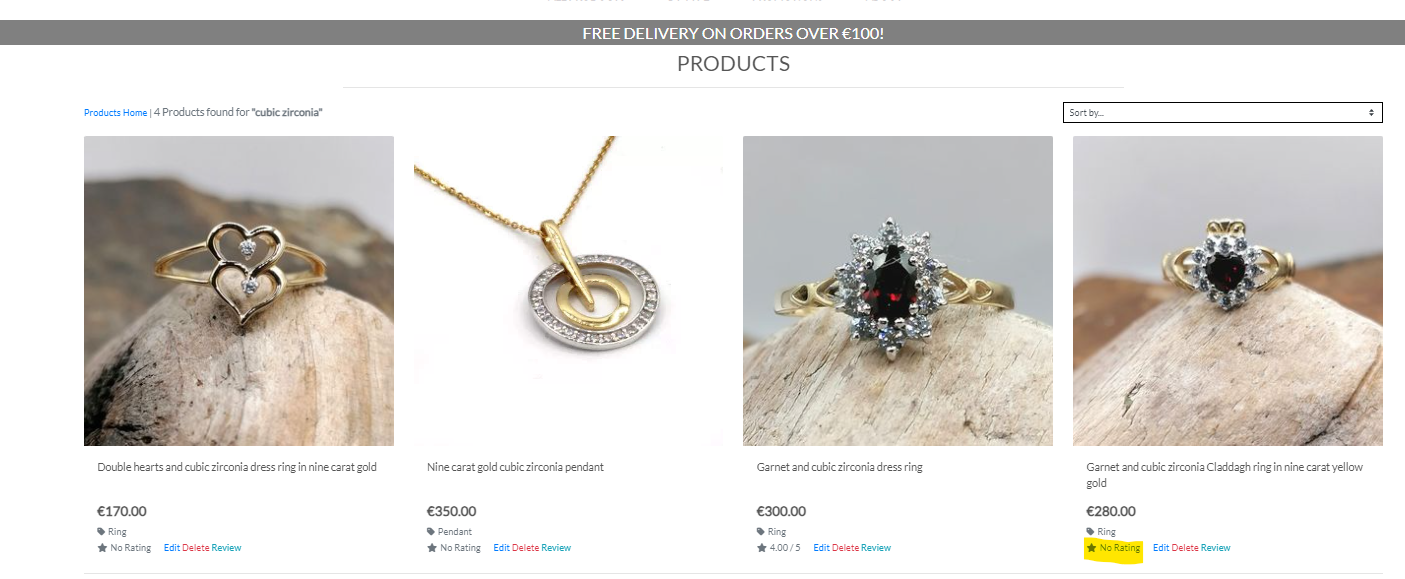 FREE DELIVERY ON ORDERS OVER €100!
PRODUCTS
Products Home | 4 Products found for "cubic zirconia"
Sort by...
Double hearts and cubic zirconia dress ring in nine carat gold
€170.00
Ring
No Rating Edit Delete Review
Nine carat gold cubic zirconia pendant
€350.00
Pendant
No Rating Edit Delete Review
Garnet and cubic zirconia dress ring
€300.00
Ring
4.00 / 5 Edit Delete Review
Garnet and cubic zirconia Claddagh ring in nine carat yellow
gold
€280.00
Ring
No Rating Edit Delete Review